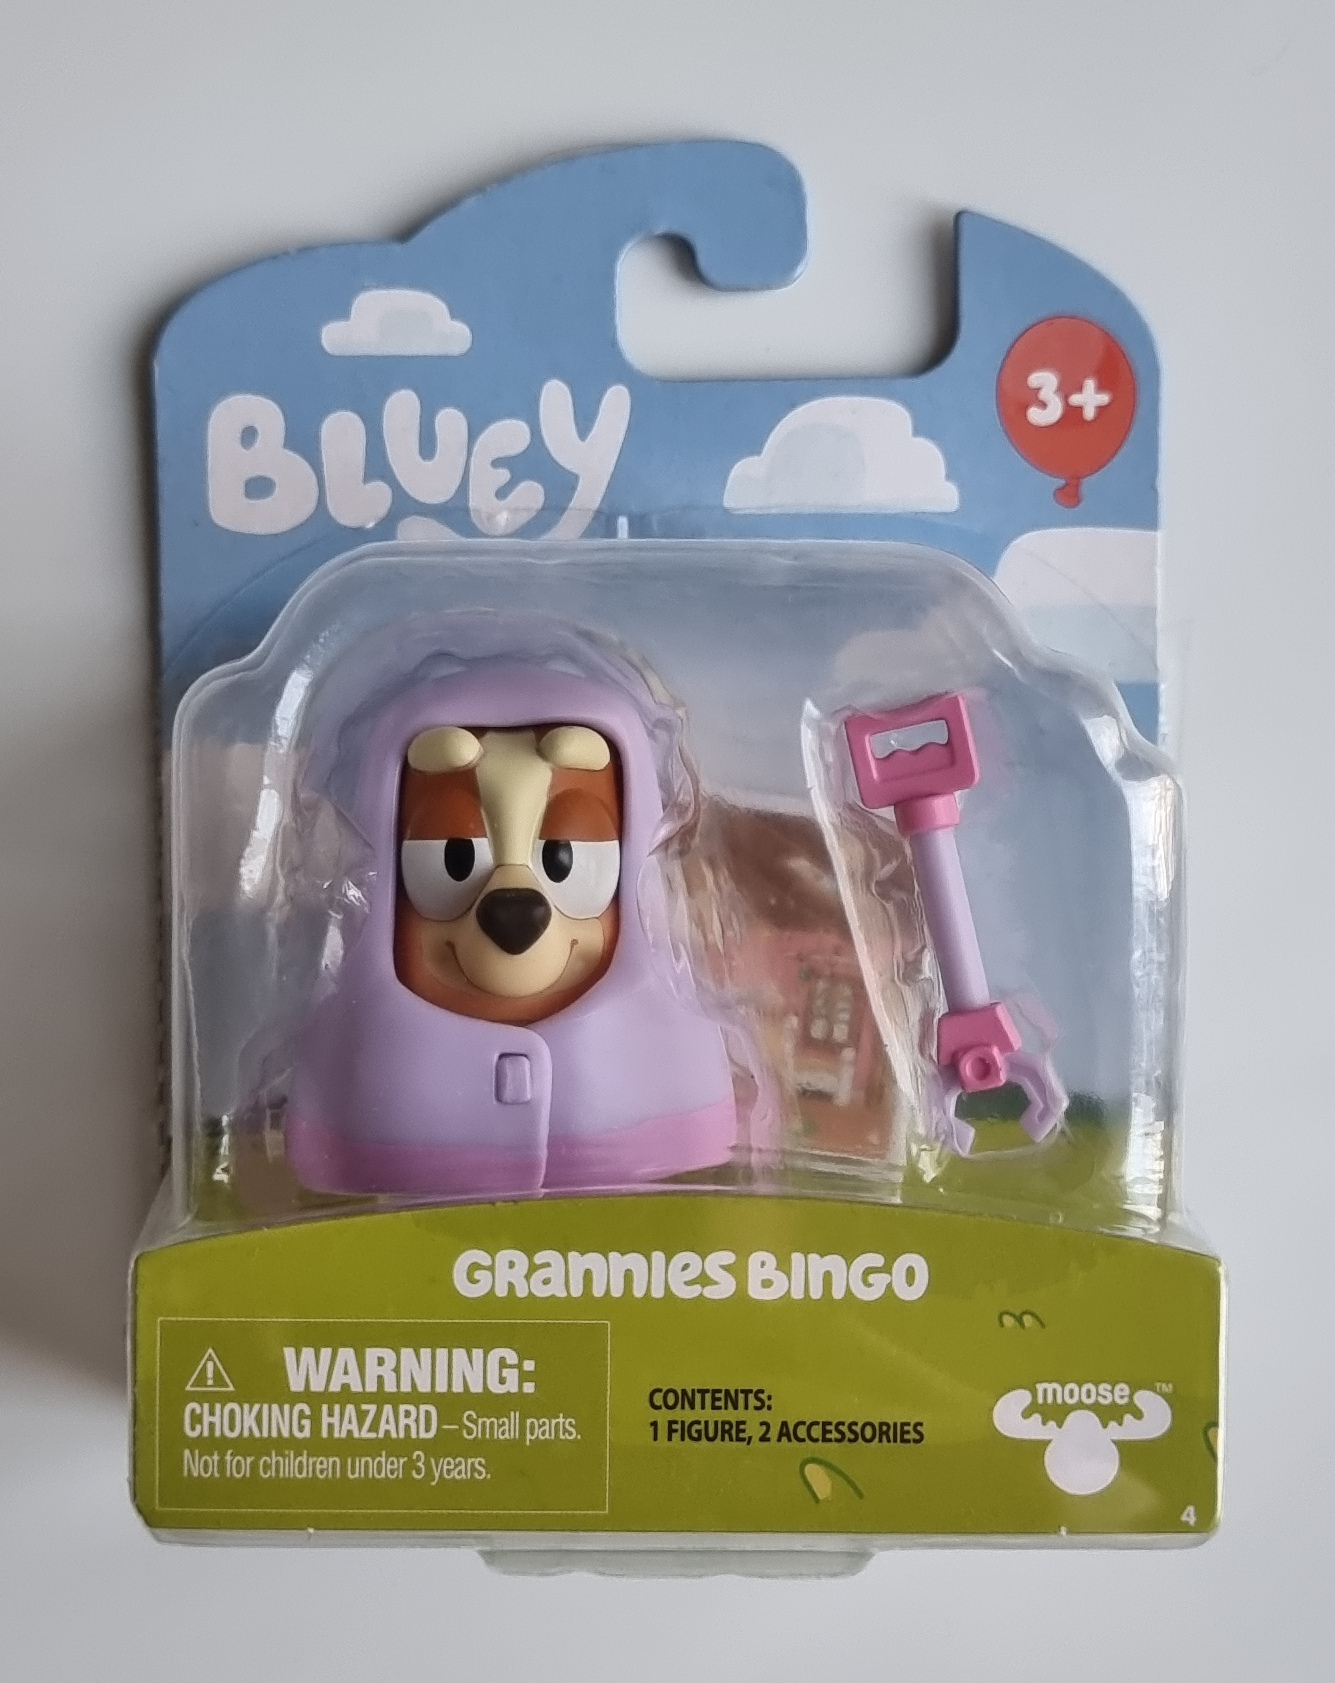 BLUEY
3+
GRANNIES BINGO
WARNING:
CHOKING HAZARD – Small parts.
Not for children under 3 years.
CONTENTS:
1 FIGURE, 2 ACCESSORIES
moose™
4